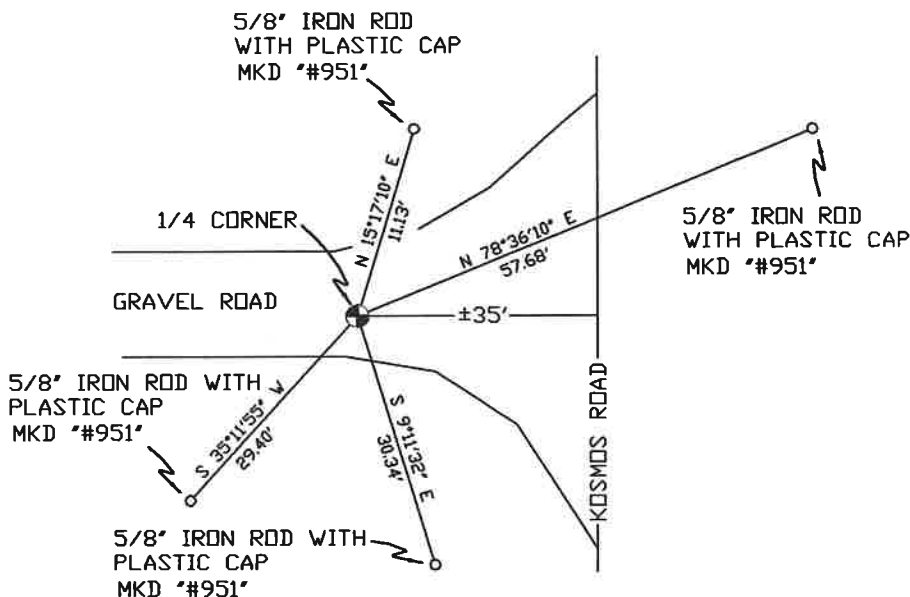 5/8" IRON ROD
WITH PLASTIC CAP
MKD "#951"
1/4 CORNER
N 15°17'10" E
11.13'
N 78°36'10" E
57.68'
5/8" IRON ROD
WITH PLASTIC CAP
MKD "#951"
GRAVEL ROAD
±35'
5/8" IRON ROD WITH
PLASTIC CAP
MKD "#951"
S 35°11'55" W
29.40'
S 9°11'32" E
30.34'
KOSMOS ROAD
5/8" IRON ROD WITH
PLASTIC CAP
MKD "#951"